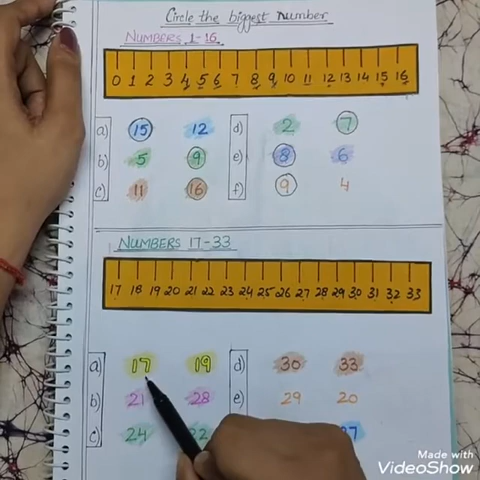 Circle the biggest Number
NUMBERS 1-16
0 1 2 3 4 5 6 7 8 9 10 11 12 13 14 15 16
a) 15 12 d) 2 7
b) 5 9 e) 8 6
c) 11 16 f) 9 4
NUMBERS 17-33
17 18 19 20 21 22 23 24 25 26 27 28 29 30 31 32 33
a) 17 19 d) 30 33
b) 21 28 e) 29 20
c) 24 22
Made with
VideoShow